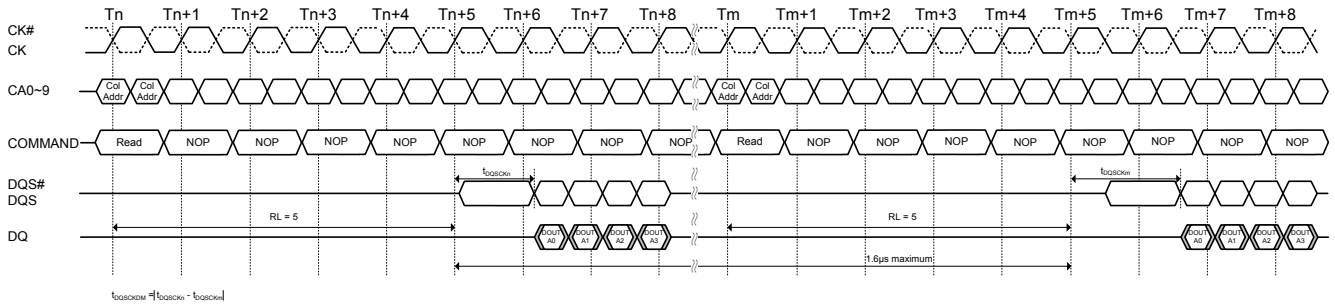 Tn Tn+1 Tn+2 Tn+3 Tn+4 Tn+5 Tn+6 Tn+7 Tn+8 Tm Tm+1 Tm+2 Tm+3 Tm+4 Tm+5 Tm+6 Tm+7 Tm+8
CK#
CK
CA0~9 Col Addr Col Addr Col Addr Col Addr
COMMAND Read NOP NOP NOP NOP NOP NOP NOP NOP Read NOP NOP NOP NOP NOP NOP NOP NOP
tDQSCKn tDQSCKm
DQS#
DQS
RL = 5 RL = 5
DQ DOUT A0 DOUT A1 DOUT A2 DOUT A3 DOUT A0 DOUT A1 DOUT A2 DOUT A3
1.6µs maximum
tDQSCKDM =|tDQSCKn - tDQSCKm|